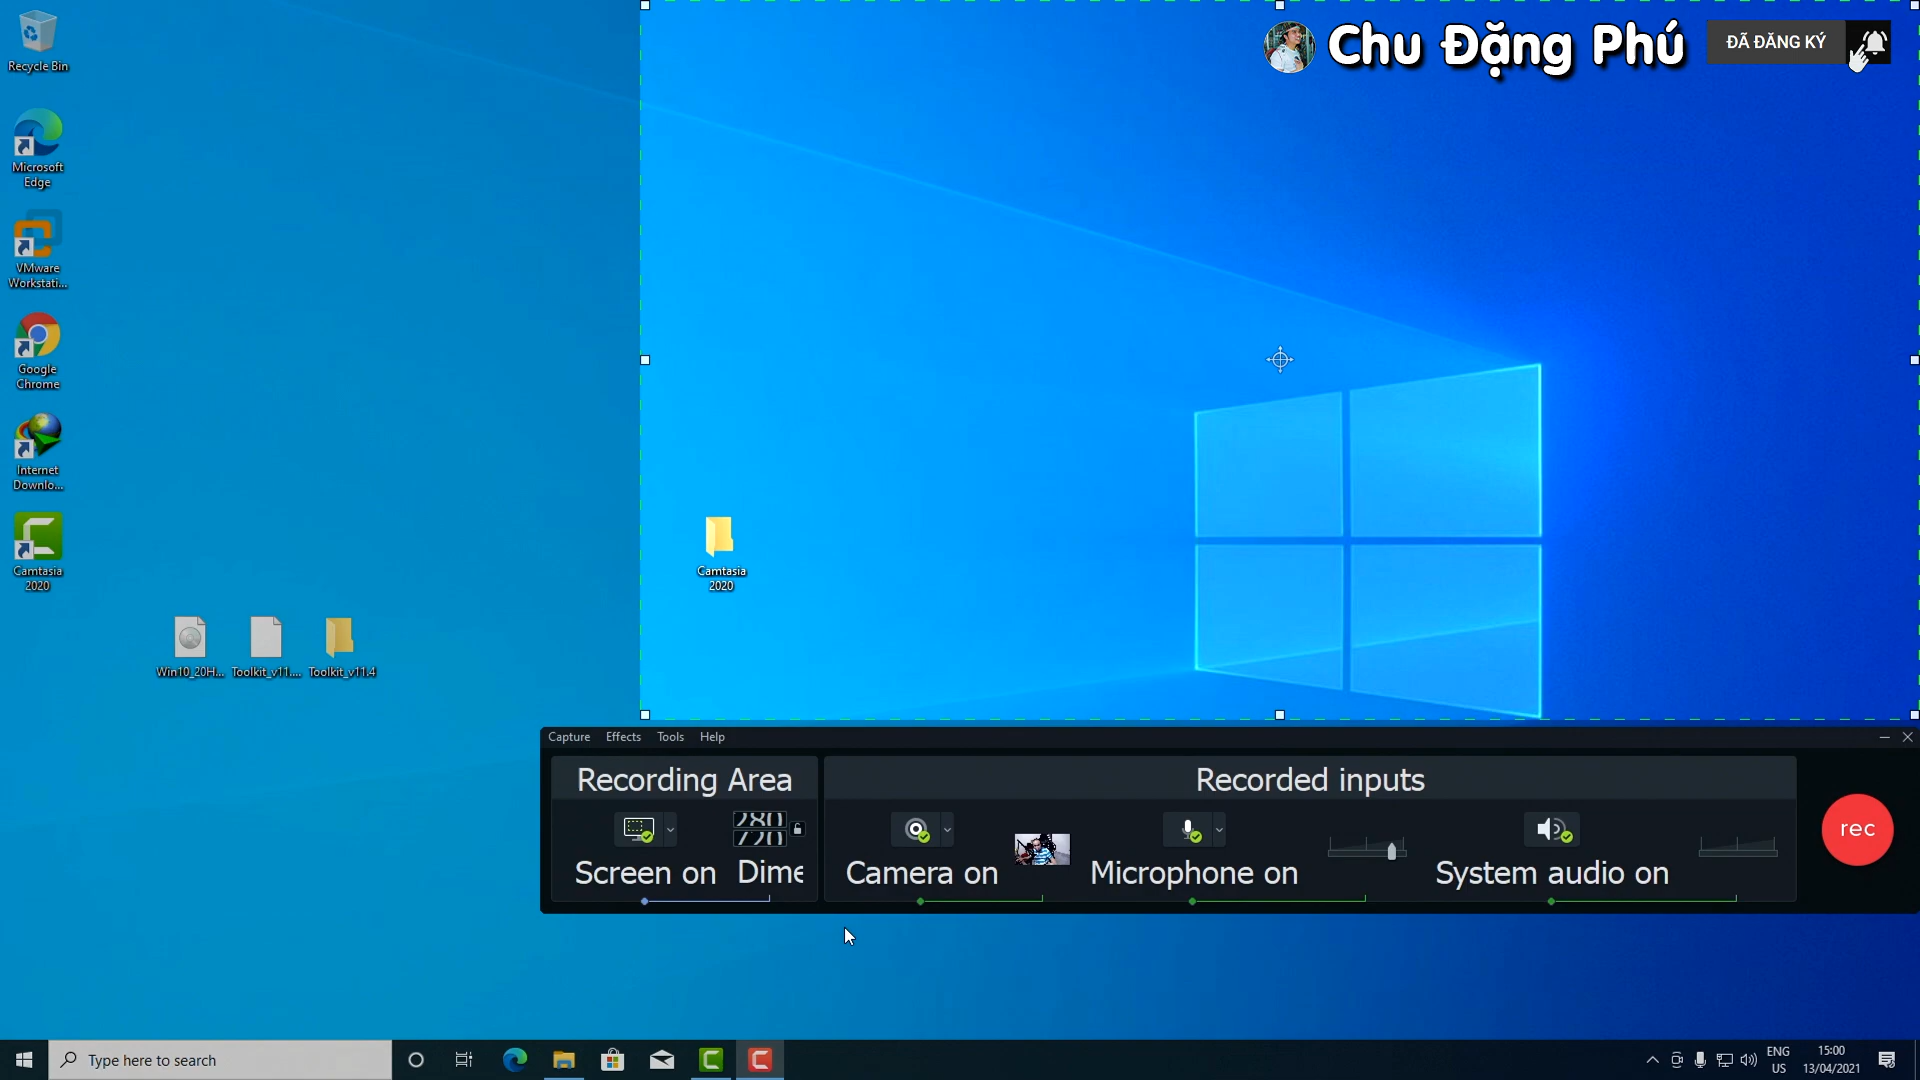 Recycle Bin
Chu Đặng Phú
ĐÃ ĐĂNG KÝ
Microsoft
Edge
VMware
Workstati...
Google
Chrome
Internet
Downlo...
Camtasia
2020
Camtasia
2020
Win10_20H...
Toolkit_v11....
Toolkit_v11.4
Capture Effects Tools Help
Recording Area
Recorded inputs
280
720
rec
Screen on
Dime
Camera on
Microphone on
System audio on
Type here to search
ENG
US
15:00
13/04/2021